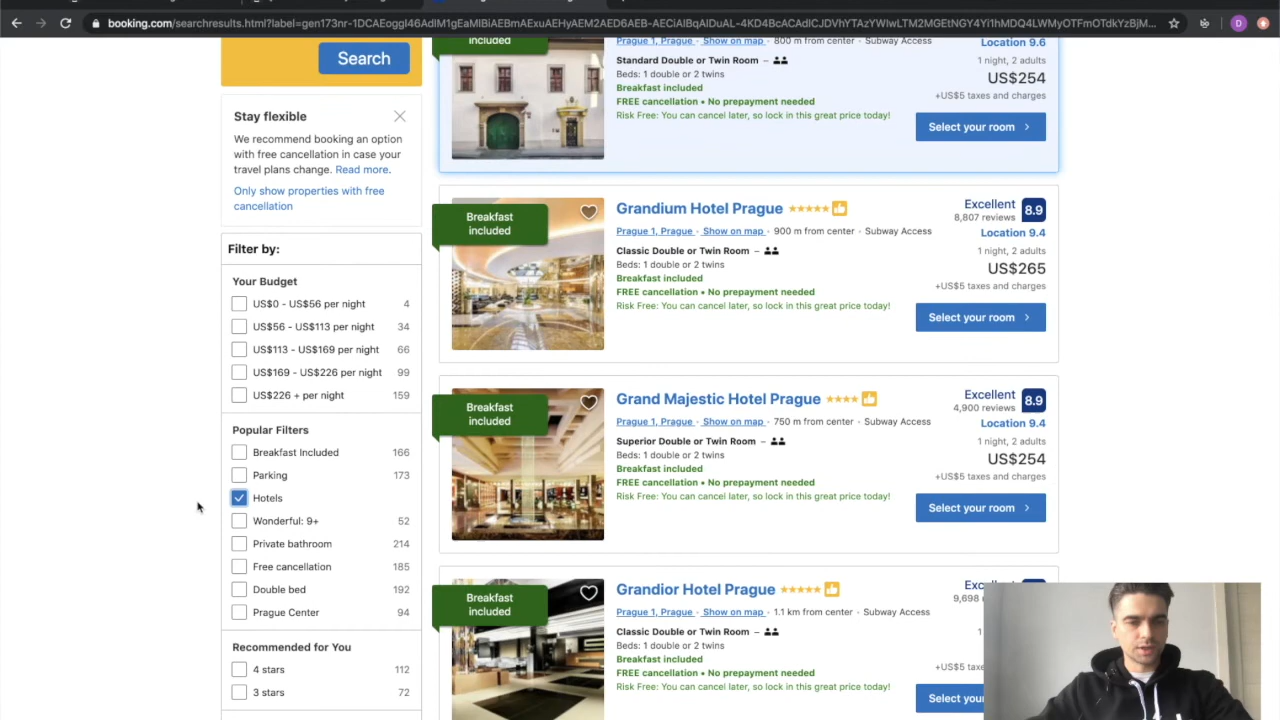 booking.com/searchresults.html?label=gen173nr-1DCAEoggI46AdIM1gEaMIBiAEBmAExuAEHyAEM2AED6AEB-AECiAIBqAIDuAL-4KD4BcACAdICJDVhYTAzYWIwLTM2MGEtNGY4Yi1hMDQ4LWMyOTFmOTdkYzBjM...
D
Search
Stay flexible
We recommend booking an option
with free cancellation in case your
travel plans change. Read more.
Only show properties with free
cancellation
Filter by:
Your Budget
US$0 - US$56 per night 4
US$56 - US$113 per night 34
US$113 - US$169 per night 66
US$169 - US$226 per night 99
US$226 + per night 159
Popular Filters
Breakfast Included 166
Parking 173
Hotels
Wonderful: 9+ 52
Private bathroom 214
Free cancellation 185
Double bed 192
Prague Center 94
Recommended for You
4 stars 112
3 stars 72
included
Prague 1, Prague · Show on map · 800 m from center · Subway Access
Location 9.6
Standard Double or Twin Room –
1 night, 2 adults
Beds: 1 double or 2 twins
US$254
Breakfast included
+US$5 taxes and charges
FREE cancellation • No prepayment needed
Risk Free: You can cancel later, so lock in this great price today!
Select your room
Breakfast
included
Grandium Hotel Prague
Excellent 8.9
8,807 reviews
Prague 1, Prague · Show on map · 900 m from center · Subway Access
Location 9.4
Classic Double or Twin Room –
1 night, 2 adults
Beds: 1 double or 2 twins
US$265
Breakfast included
+US$5 taxes and charges
FREE cancellation • No prepayment needed
Risk Free: You can cancel later, so lock in this great price today!
Select your room
Breakfast
included
Grand Majestic Hotel Prague
Excellent 8.9
4,900 reviews
Prague 1, Prague · Show on map · 750 m from center · Subway Access
Location 9.4
Superior Double or Twin Room –
1 night, 2 adults
Beds: 1 double or 2 twins
US$254
Breakfast included
+US$5 taxes and charges
FREE cancellation • No prepayment needed
Risk Free: You can cancel later, so lock in this great price today!
Select your room
Breakfast
included
Grandior Hotel Prague
9,698
Prague 1, Prague · Show on map · 1.1 km from center · Subway Access
Classic Double or Twin Room –
1
Beds: 1 double or 2 twins
Breakfast included
+US$5
FREE cancellation • No prepayment needed
Risk Free: You can cancel later, so lock in this great price today!
Select